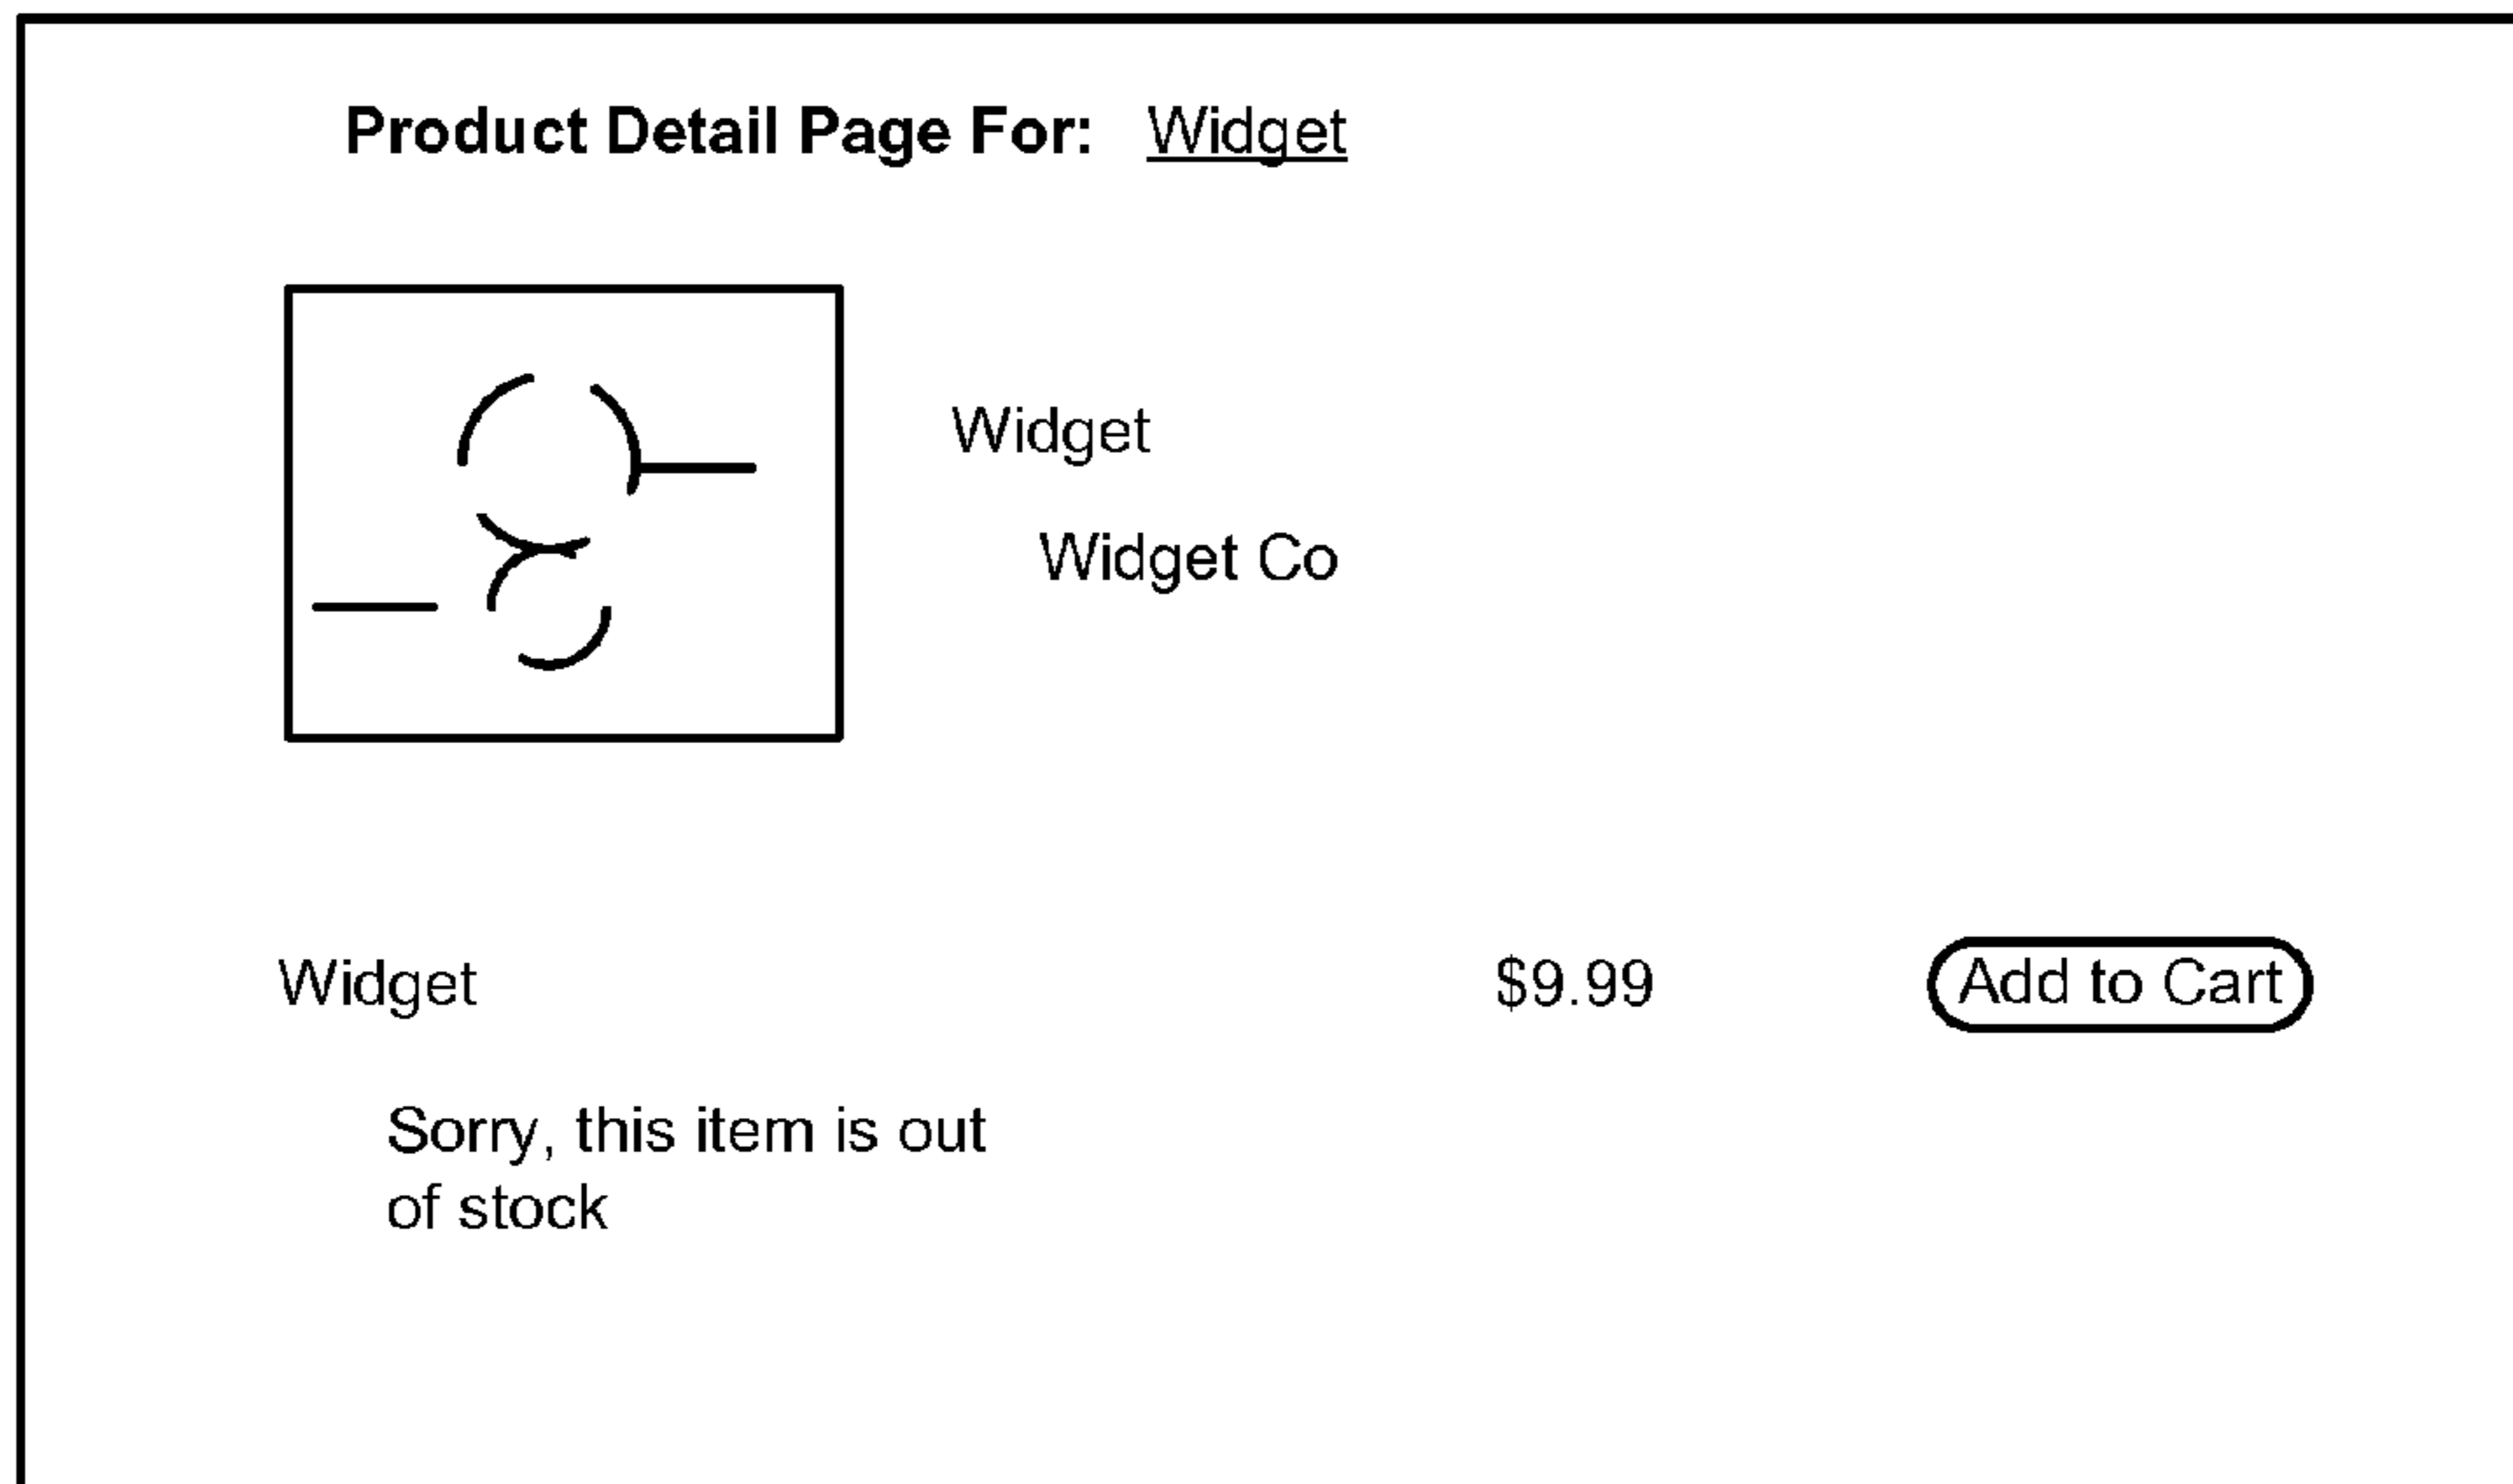 Product Detail Page For: Widget
Widget
Widget Co
Widget $9.99 Add to Cart
Sorry, this item is out
of stock